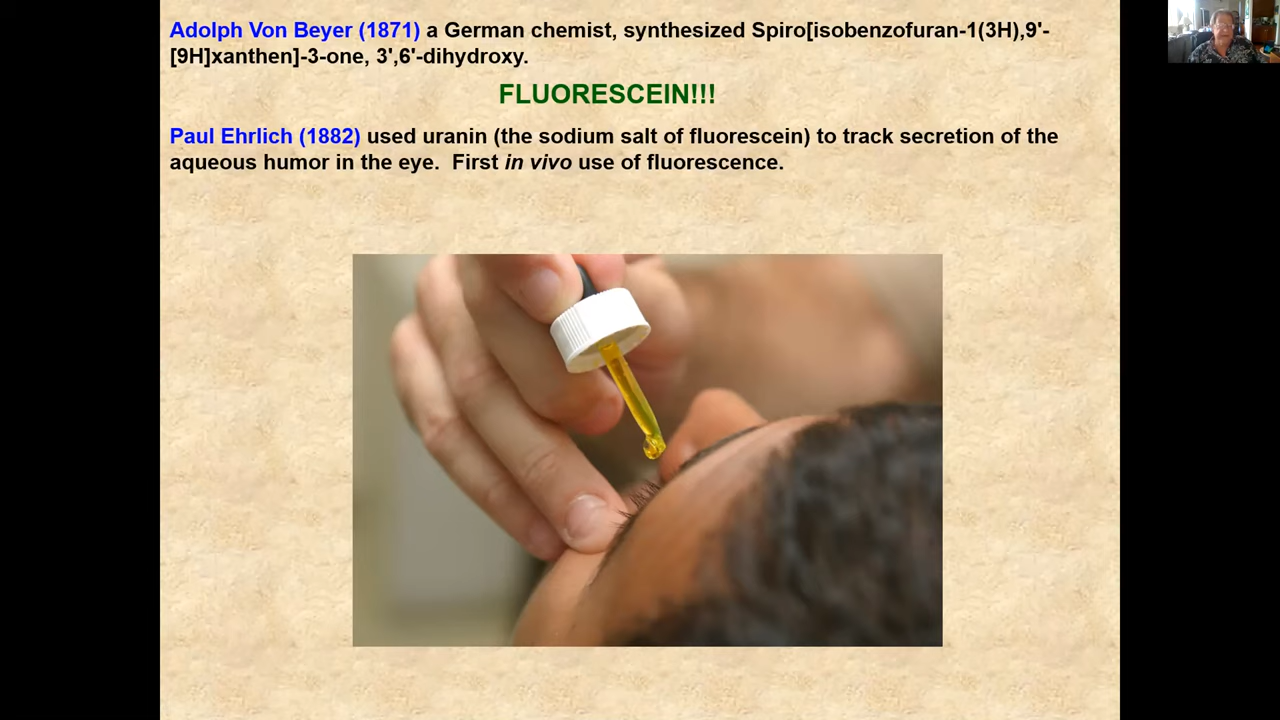 Adolph Von Beyer (1871) a German chemist, synthesized Spiro[isobenzofuran-1(3H),9'-
[9H]xanthen]-3-one, 3',6'-dihydroxy.
FLUORESCEIN!!!
Paul Ehrlich (1882) used uranin (the sodium salt of fluorescein) to track secretion of the
aqueous humor in the eye.  First in vivo use of fluorescence.